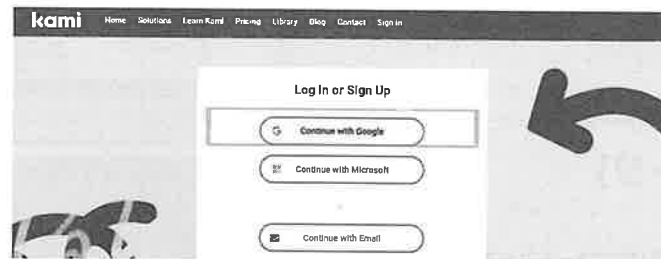 kami Home Solutions Learn Kami Pricing Library Blog Contact Sign in
Log In or Sign Up
G Continue with Google
Continue with Microsoft
Continue with Email